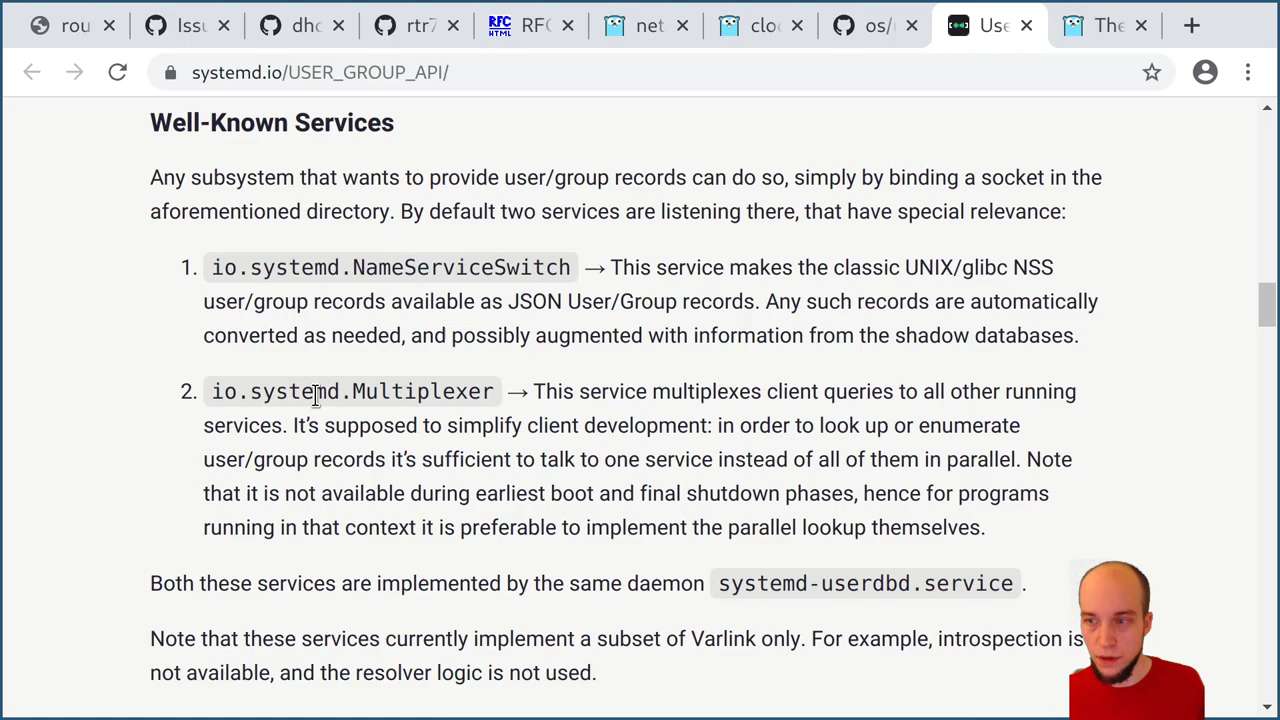 rou
Issu
dhc
rtr7
RFC
HTML
RFC
net
cloc
os/u
Use
The
systemd.io/USER_GROUP_API/
Well-Known Services
Any subsystem that wants to provide user/group records can do so, simply by binding a socket in the
aforementioned directory. By default two services are listening there, that have special relevance:
1. io.systemd.NameServiceSwitch → This service makes the classic UNIX/glibc NSS
user/group records available as JSON User/Group records. Any such records are automatically
converted as needed, and possibly augmented with information from the shadow databases.
2. io.systemd.Multiplexer → This service multiplexes client queries to all other running
services. It’s supposed to simplify client development: in order to look up or enumerate
user/group records it’s sufficient to talk to one service instead of all of them in parallel. Note
that it is not available during earliest boot and final shutdown phases, hence for programs
running in that context it is preferable to implement the parallel lookup themselves.
Both these services are implemented by the same daemon systemd-userdbd.service.
Note that these services currently implement a subset of Varlink only. For example, introspection is
not available, and the resolver logic is not used.